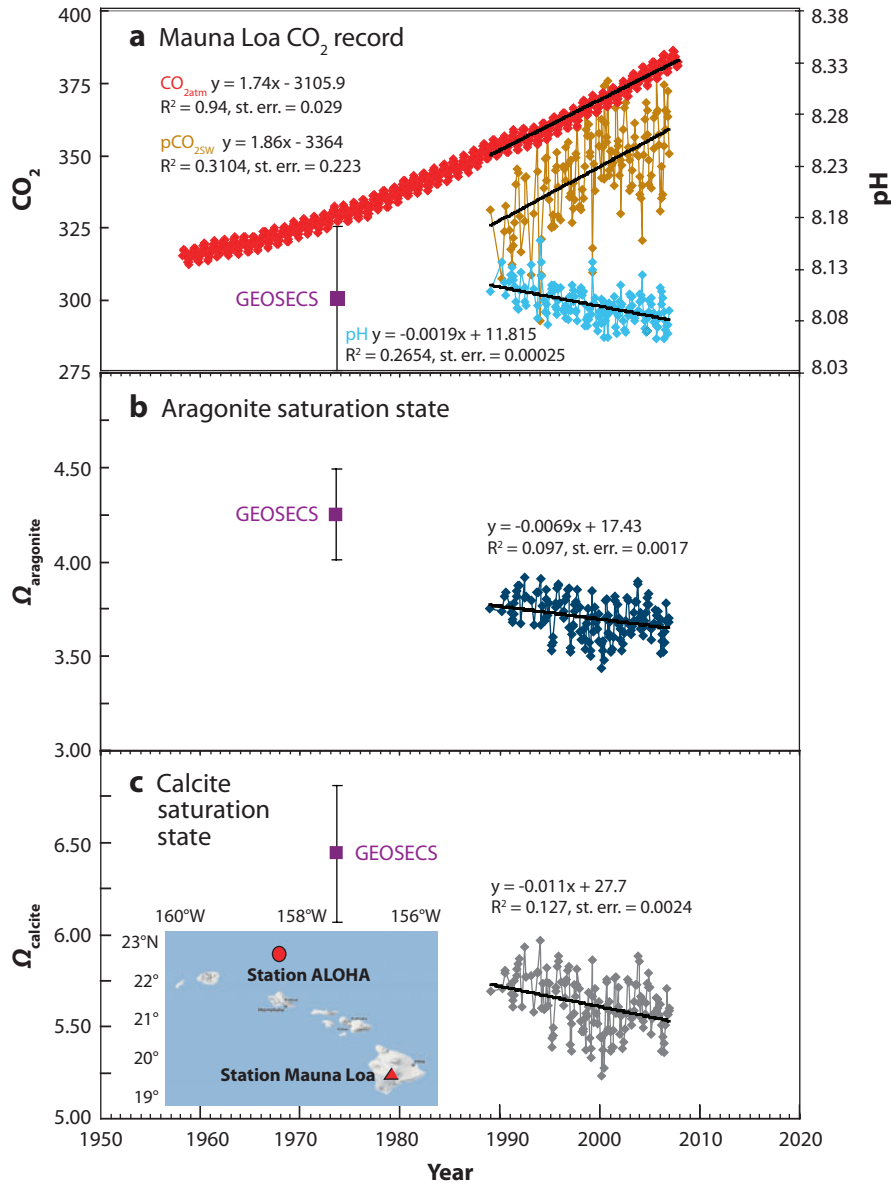 400
375
350
325
300
275
CO2
8.38
8.33
8.28
8.23
8.18
8.13
8.08
8.03
pH
a Mauna Loa CO2 record
CO2atm y = 1.74x - 3105.9
R2 = 0.94, st. err. = 0.029
pCO2SW y = 1.86x - 3364
R2 = 0.3104, st. err. = 0.223
GEOSECS
pH y = -0.0019x + 11.815
R2 = 0.2654, st. err. = 0.00025
b Aragonite saturation state
4.50
4.00
3.50
3.00
Ωaragonite
GEOSECS
y = -0.0069x + 17.43
R2 = 0.097, st. err. = 0.0017
c Calcite
saturation
state
6.50
6.00
5.50
5.00
Ωcalcite
GEOSECS
y = -0.011x + 27.7
R2 = 0.127, st. err. = 0.0024
160°W 158°W 156°W
23°N
22°
21°
20°
19°
Station ALOHA
Station Mauna Loa
1950 1960 1970 1980 1990 2000 2010 2020
Year